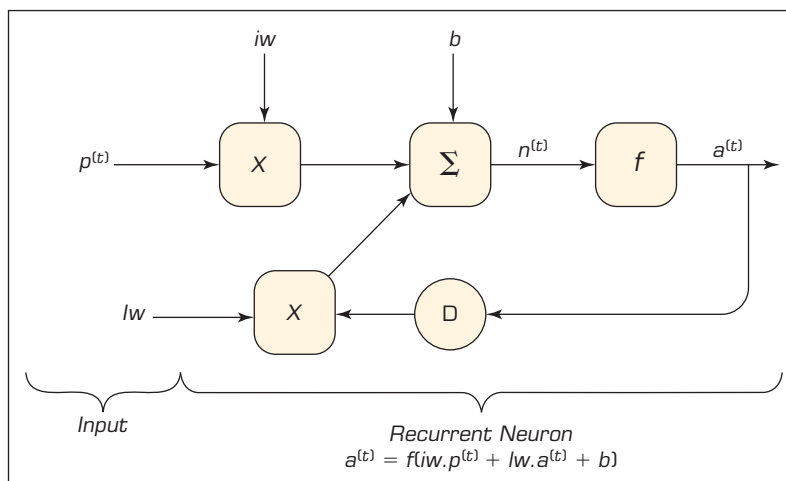 iw
b
p(t)
X
Σ
n(t)
f
a(t)
lw
X
D
Input
Recurrent Neuron
a(t) = f(iw.p(t) + lw.a(t) + b)